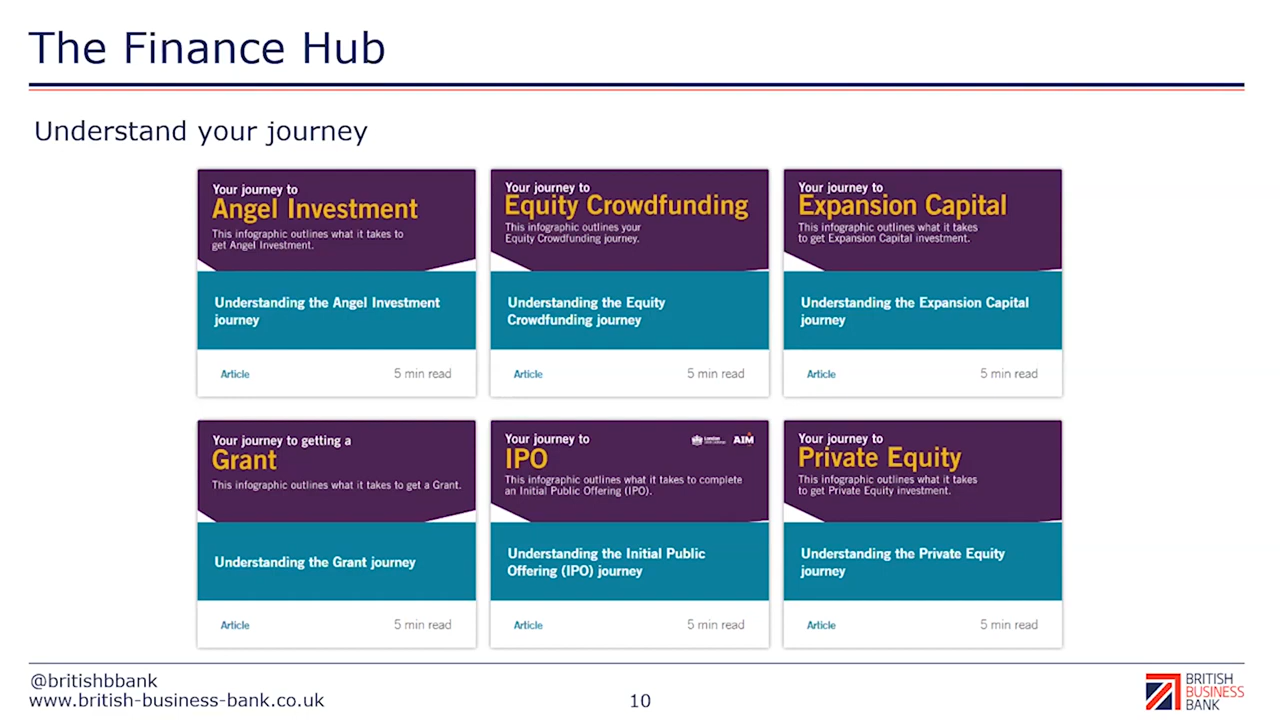 The Finance Hub
Understand your journey
Your journey to
Angel Investment
This infographic outlines what it takes to
get Angel Investment.
Understanding the Angel Investment
journey
Article
5 min read
Your journey to
Equity Crowdfunding
This infographic outlines your
Equity Crowdfunding journey.
Understanding the Equity
Crowdfunding journey
Article
5 min read
Your journey to
Expansion Capital
This infographic outlines what it takes
to get Expansion Capital investment.
Understanding the Expansion Capital
journey
Article
5 min read
Your journey to getting a
Grant
This infographic outlines what it takes to get a Grant.
Understanding the Grant journey
Article
5 min read
Your journey to
IPO
London
AIM
This infographic outlines what it takes to complete
an Initial Public Offering (IPO).
Understanding the Initial Public
Offering (IPO) journey
Article
5 min read
Your journey to
Private Equity
This infographic outlines what it takes
to get Private Equity investment.
Understanding the Private Equity
journey
Article
5 min read
@britishbbank
www.british-business-bank.co.uk
10
BRITISH
BUSINESS
BANK